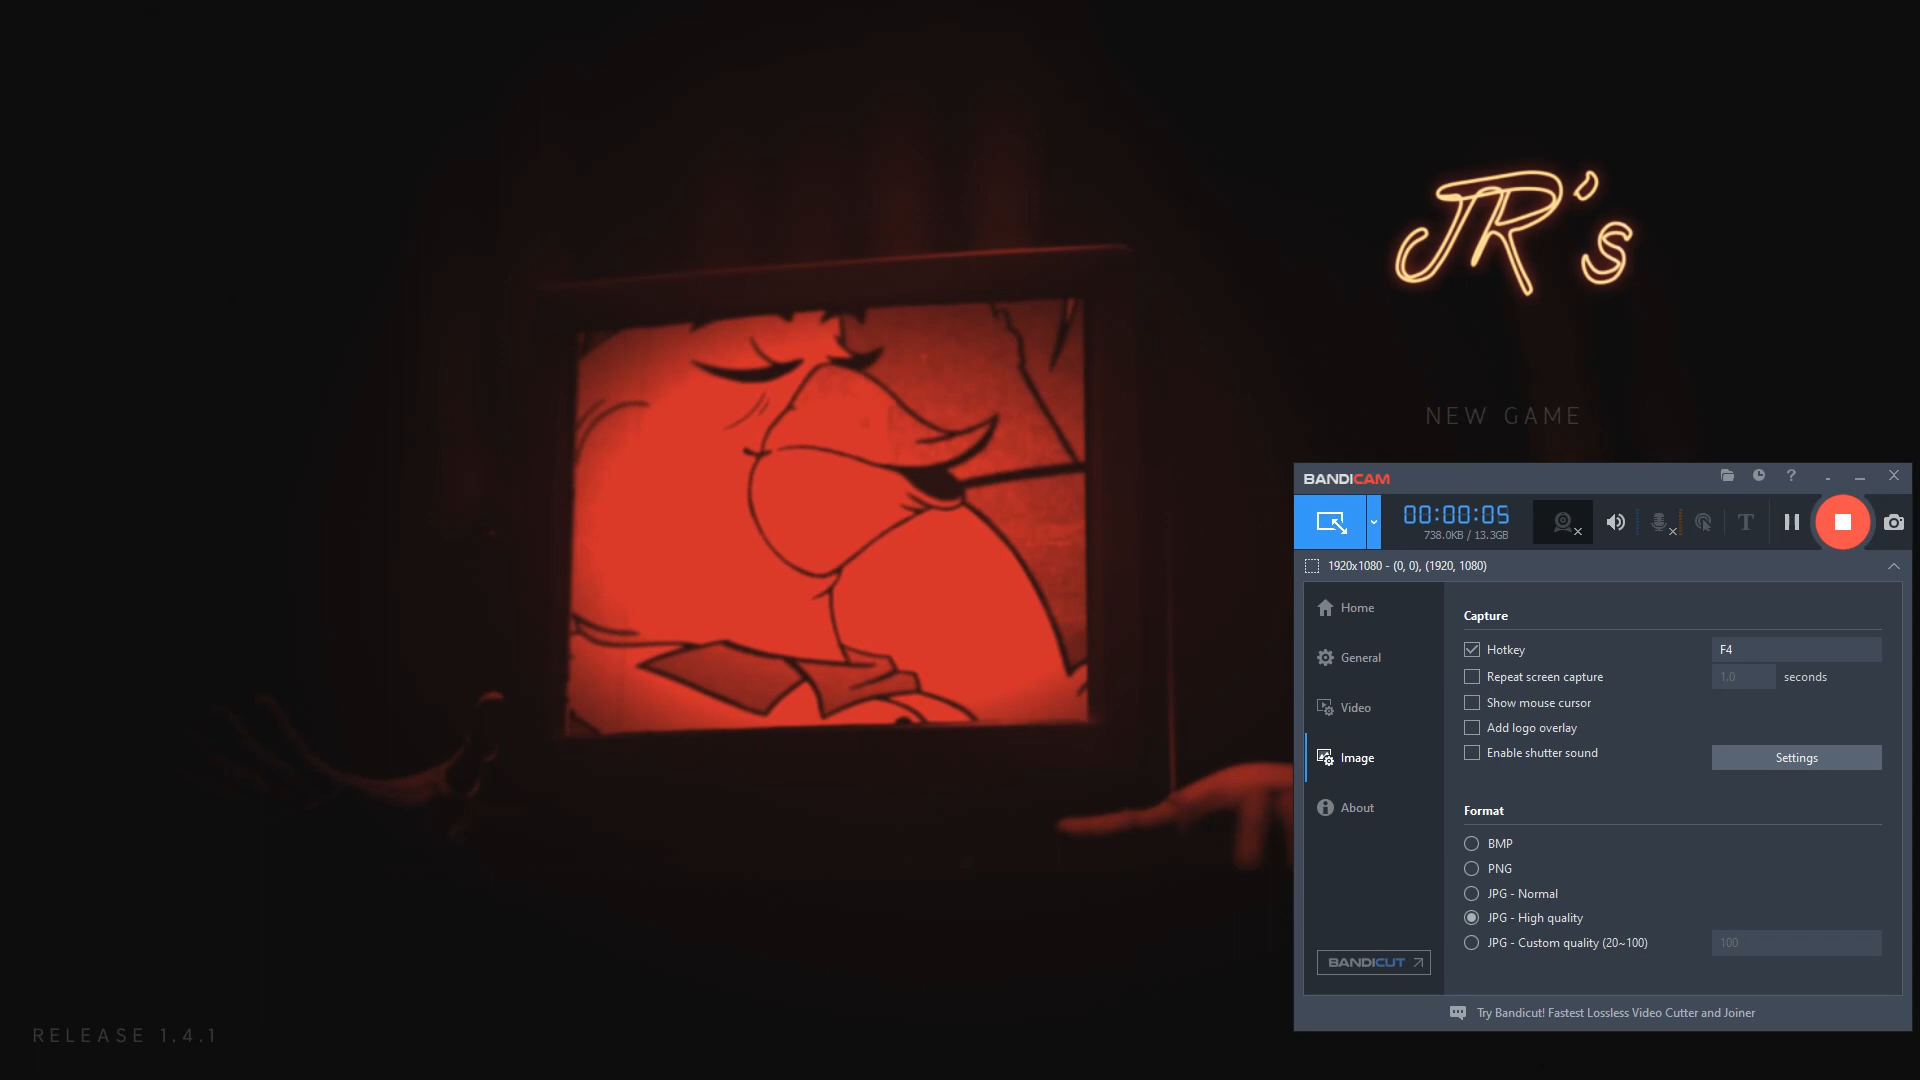 JR's
NEW GAME
BANDICAM
00:00:05
738.0KB / 13.3GB
1920x1080 - (0, 0), (1920, 1080)
Home
General
Video
Image
About
BANDICUT
Capture
Hotkey F4
Repeat screen capture 1.0 seconds
Show mouse cursor
Add logo overlay
Enable shutter sound Settings
Format
BMP
PNG
JPG - Normal
JPG - High quality
JPG - Custom quality (20~100) 100
Try Bandicut! Fastest Lossless Video Cutter and Joiner
RELEASE 1.4.1